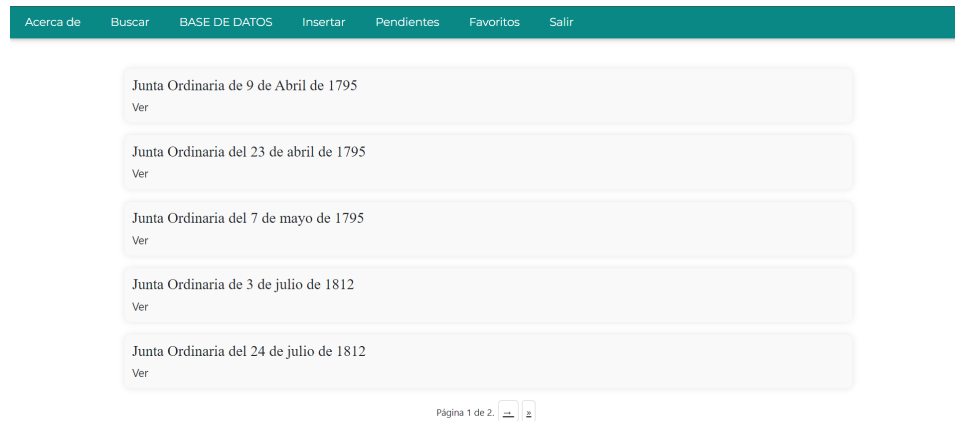 Acerca de Buscar BASE DE DATOS Insertar Pendientes Favoritos Salir
Junta Ordinaria de 9 de Abril de 1795
Ver
Junta Ordinaria del 23 de abril de 1795
Ver
Junta Ordinaria del 7 de mayo de 1795
Ver
Junta Ordinaria de 3 de julio de 1812
Ver
Junta Ordinaria del 24 de julio de 1812
Ver
Página 1 de 2. → »